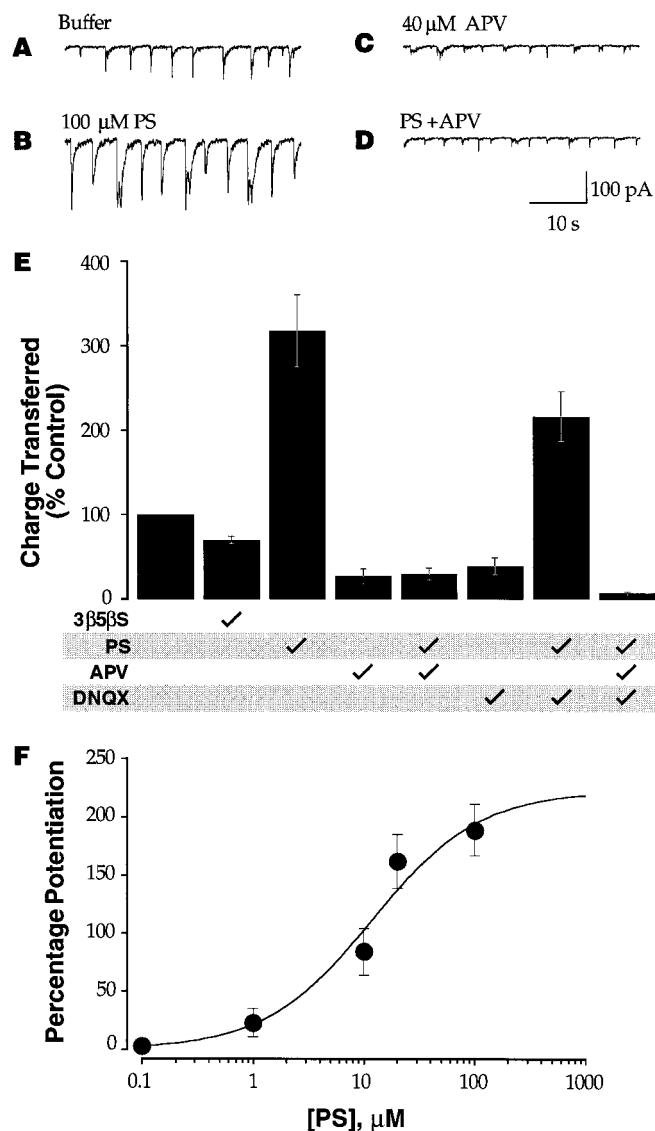 A
Buffer
B
100 µM PS
C
40 µM APV
D
PS + APV
100 pA
10 s
E
Charge Transferred
(% Control)
400
300
200
100
0
3β5βS ✓
PS ✓ ✓ ✓ ✓
APV ✓ ✓ ✓
DNQX ✓ ✓ ✓
F
Percentage Potentiation
250
200
150
100
50
0
0.1 1 10 100 1000
[PS], µM